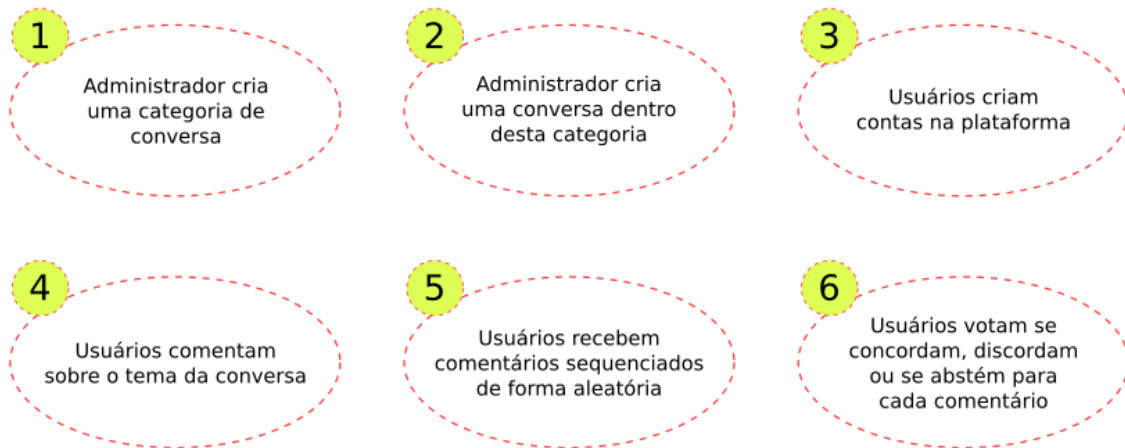 1
Administrador cria
uma categoria de
conversa
2
Administrador cria
uma conversa dentro
desta categoria
3
Usuários criam
contas na plataforma
4
Usuários comentam
sobre o tema da conversa
5
Usuários recebem
comentários sequenciados
de forma aleatória
6
Usuários votam se
concordam, discordam
ou se abstém para
cada comentário